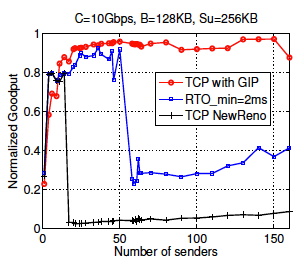 C=10Gbps, B=128KB, Su=256KB
Normalized Goodput
1
0.8
0.6
0.4
0.2
0
TCP with GIP
RTO_min=2ms
TCP NewReno
0 50 100 150
Number of senders